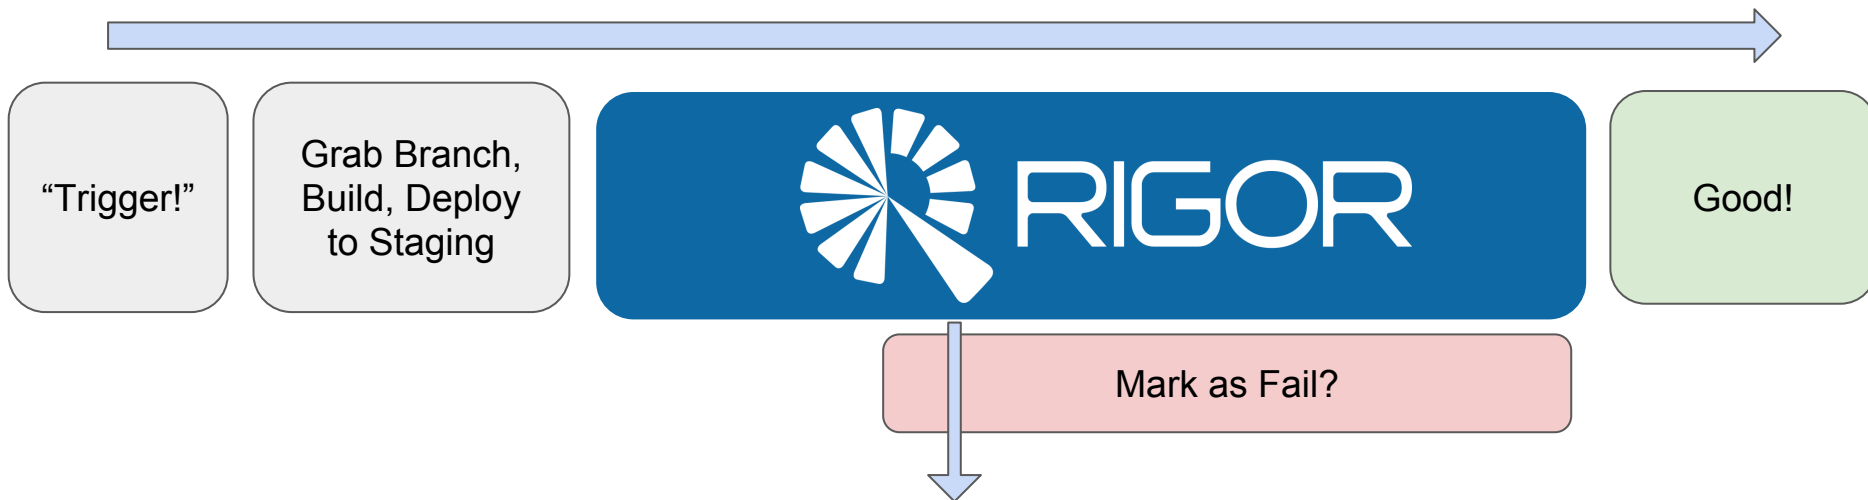 “Trigger!”
Grab Branch,
Build, Deploy
to Staging
RIGOR
Good!
Mark as Fail?